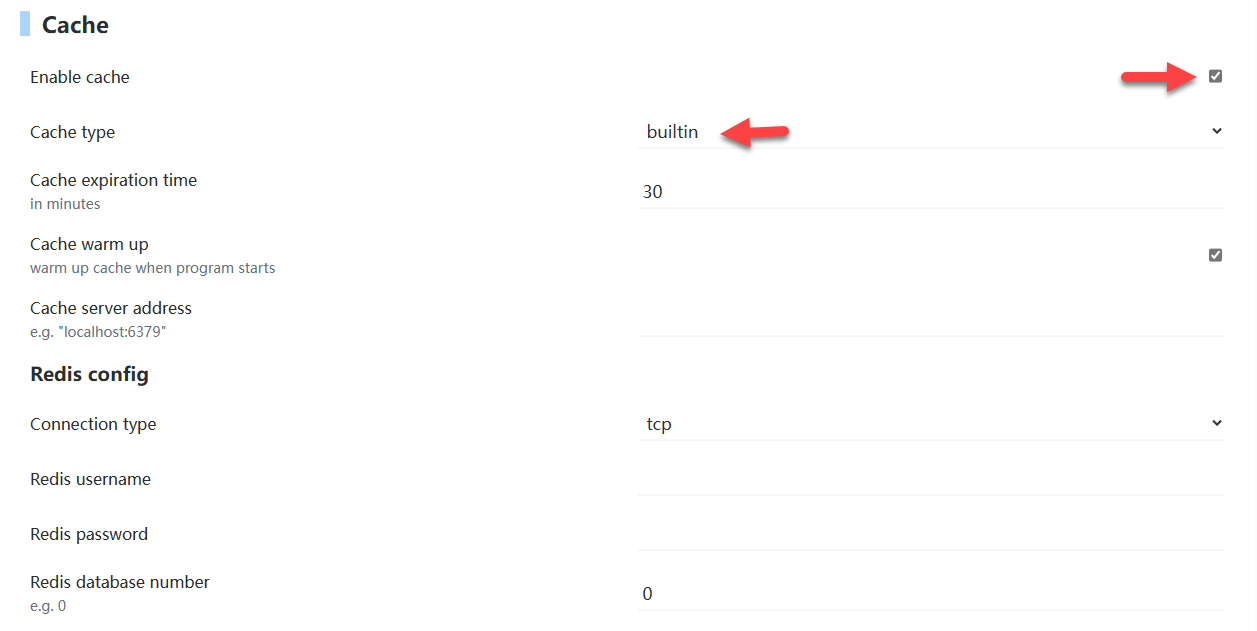 Cache
Enable cache
Cache type
builtin
Cache expiration time
in minutes
30
Cache warm up
warm up cache when program starts
Cache server address
e.g. "localhost:6379"
Redis config
Connection type
tcp
Redis username
Redis password
Redis database number
e.g. 0
0